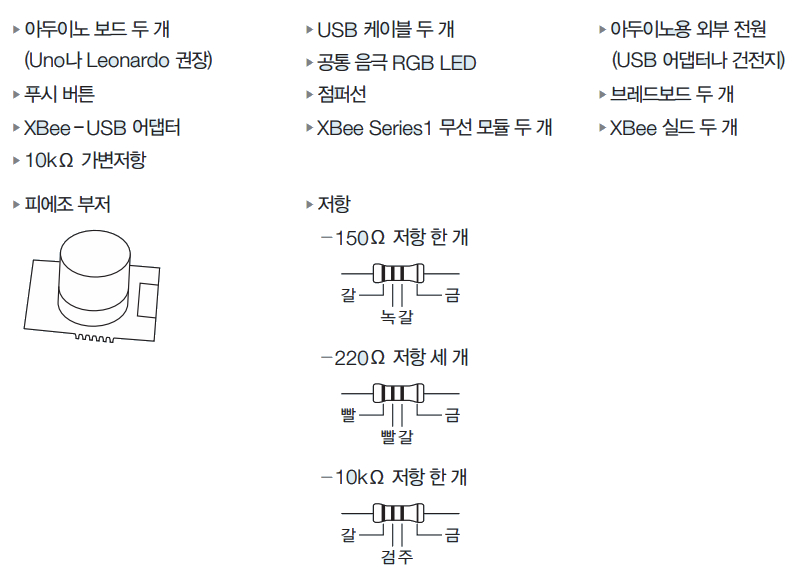 ▸ 아두이노 보드 두 개
(Uno나 Leonardo 권장)
▸ 푸시 버튼
▸ XBee-USB 어댑터
▸ 10kΩ 가변저항
▸ 피에조 부저
▸ USB 케이블 두 개
▸ 공통 음극 RGB LED
▸ 점퍼선
▸ XBee Series1 무선 모듈 두 개
▸ 저항
-150Ω 저항 한 개
갈 금
녹 갈
-220Ω 저항 세 개
빨 금
빨 갈
-10kΩ 저항 한 개
갈 금
검 주
▸ 아두이노용 외부 전원
(USB 어댑터나 건전지)
▸ 브레드보드 두 개
▸ XBee 실드 두 개